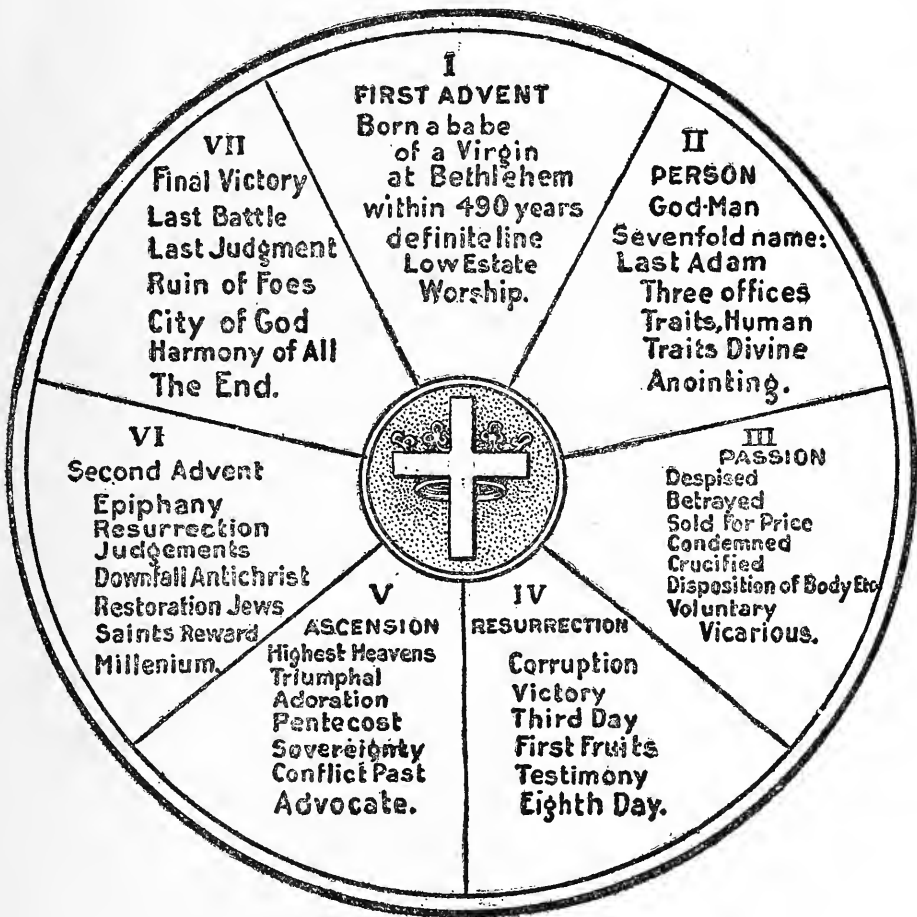 I
FIRST ADVENT
Born a babe
of a Virgin
at Bethlehem
within 490 years
definite line
Low Estate
Worship.
II
PERSON
God-Man
Sevenfold name:
Last Adam
Three offices
Traits, Human
Traits Divine
Anointing.
III
PASSION
Despised
Betrayed
Sold for Price
Condemned
Crucified
Disposition of Body Etc
Voluntary
Vicarious.
IV
RESURRECTION
Corruption
Victory
Third Day
First Fruits
Testimony
Eighth Day.
V
ASCENSION
Highest Heavens
Triumphal
Adoration
Pentecost
Sovereignty
Conflict Past
Advocate.
VI
Second Advent
Epiphany
Resurrection
Judgements
Downfall Antichrist
Restoration Jews
Saints Reward
Millenium.
VII
Final Victory
Last Battle
Last Judgment
Ruin of Foes
City of God
Harmony of All
The End.